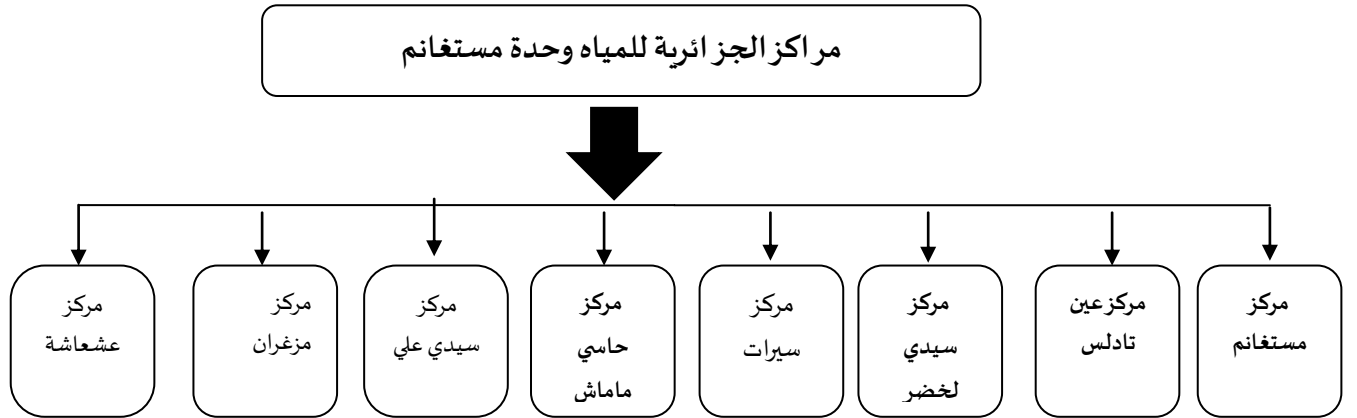 مراكز الجزائرية للمياه وحدة مستغانم
مركز
مستغانم
مركز عين
تادلس
مركز
سيدي
لخضر
مركز
سيرات
مركز
حاسي
ماماش
مركز
سيدي علي
مركز
مزغران
مركز
عشعاشة